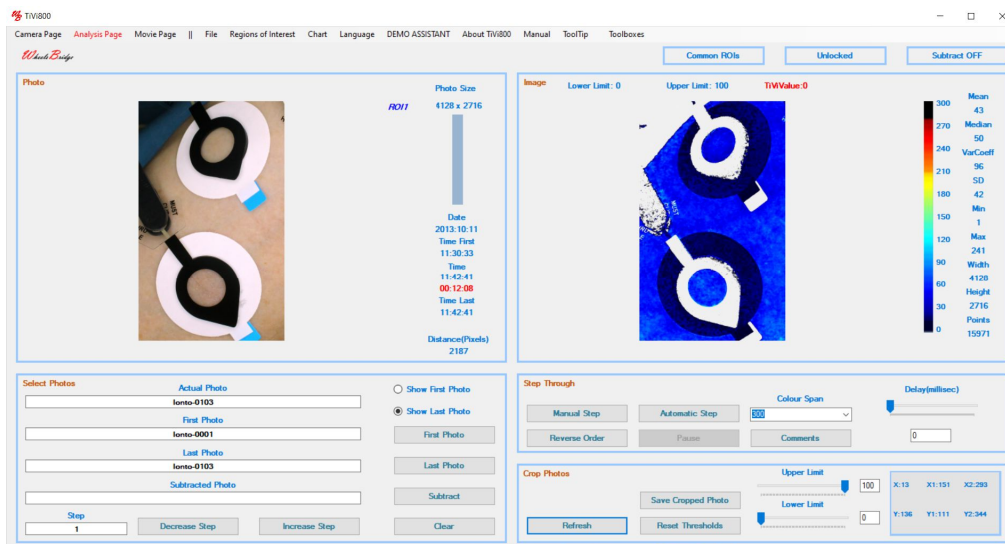 TiVi800
Camera Page Analysis Page Movie Page || File Regions of Interest Chart Language DEMO ASSISTANT About TiVi800 Manual ToolTip Toolboxes
WheelsBridge
Common ROIs Unlocked Subtract OFF
Photo
Photo Size
ROI1 4128 x 2716
MUST
Date
2013:10:11
Time First
11:30:33
Time
11:42:41
00:12:08
Time Last
11:42:41
Distance(Pixels)
2187
Image Lower Limit: 0 Upper Limit: 100 TiViValue:0
MUST
300
270
240
210
180
150
120
90
60
30
0
Mean
43
Median
50
VarCoeff
96
SD
42
Min
1
Max
241
Width
4128
Height
2716
Points
15971
Select Photos
Actual Photo
Ionto-0103
First Photo
Ionto-0001
Last Photo
Ionto-0103
Subtracted Photo
Step
1
Decrease Step Increase Step
Show First Photo
Show Last Photo
First Photo
Last Photo
Subtract
Clear
Step Through
Colour Span
Delay(millisec)
Manual Step Automatic Step 300
Reverse Order Pause Comments 0
Crop Photos
Upper Limit
100
Save Cropped Photo
Lower Limit
0
Refresh Reset Thresholds
X:13 X1:151 X2:293
Y:136 Y1:111 Y2:344